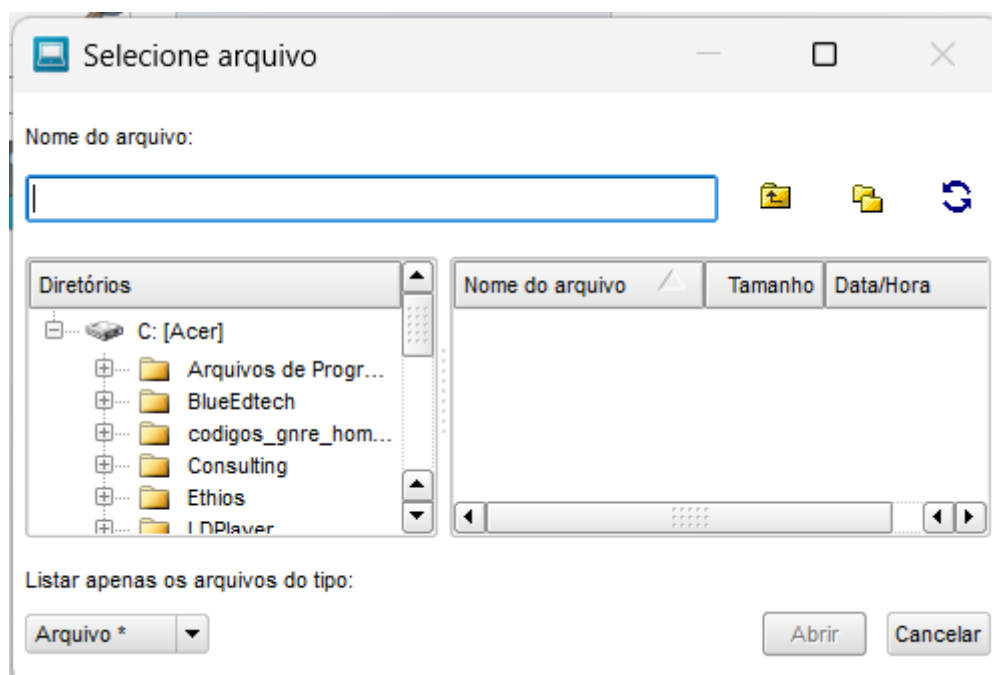 Selecione arquivo
Nome do arquivo:
Diretórios
C: [Acer]
Arquivos de Progr...
BlueEdtech
codigos_gnre_hom...
Consulting
Ethios
LDPlayer
Nome do arquivo Tamanho Data/Hora
Listar apenas os arquivos do tipo:
Arquivo *
Abrir Cancelar